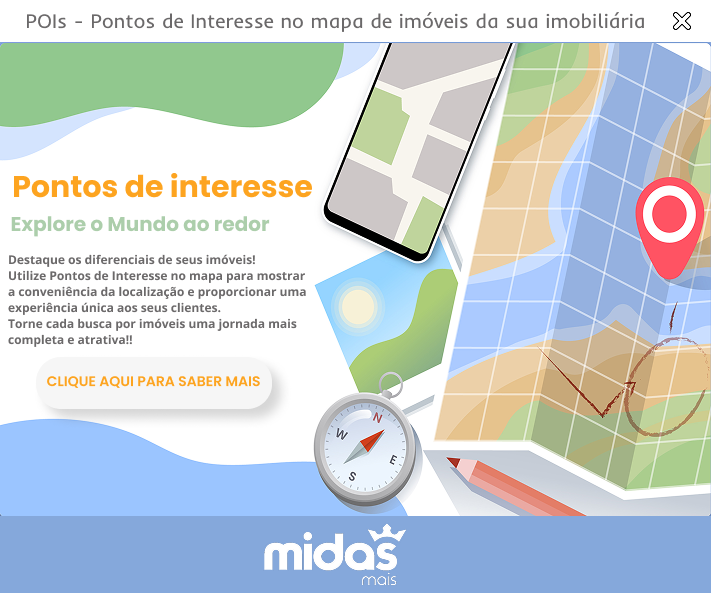 POIs - Pontos de Interesse no mapa de imóveis da sua imobiliária
Pontos de interesse
Explore o Mundo ao redor
Destaque os diferenciais de seus imóveis!
Utilize Pontos de Interesse no mapa para mostrar
a conveniência da localização e proporcionar uma
experiência única aos seus clientes.
Torne cada busca por imóveis uma jornada mais
completa e atrativa!!
CLIQUE AQUI PARA SABER MAIS
N
W
E
S
midas
mais